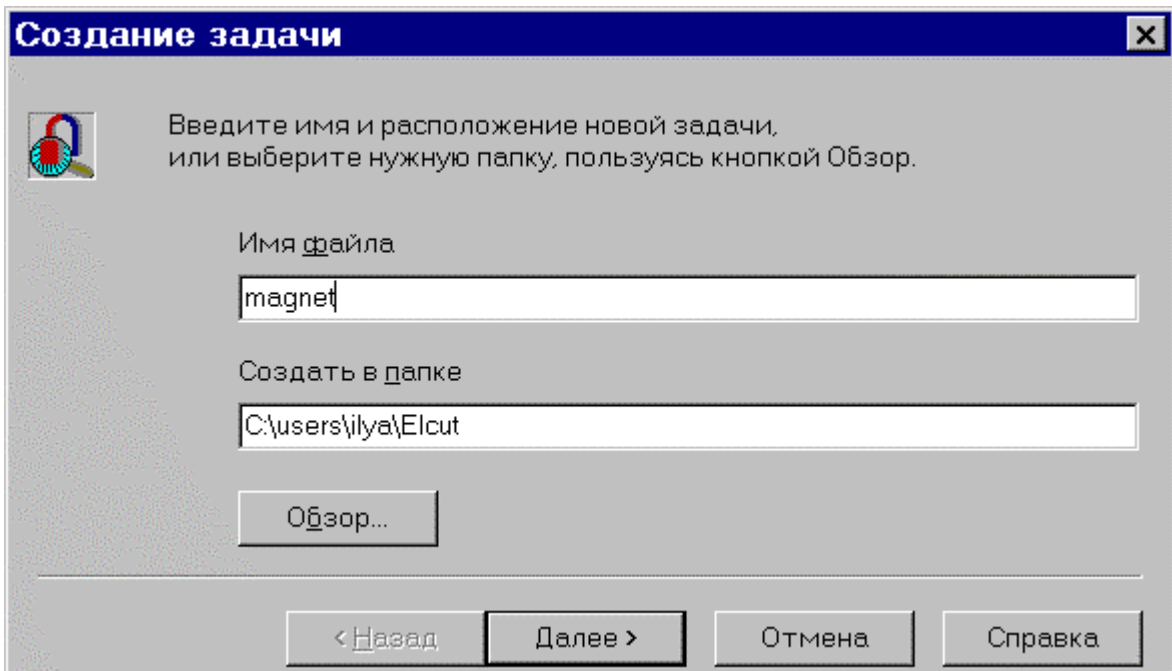 Создание задачи
Введите имя и расположение новой задачи,
или выберите нужную папку, пользуясь кнопкой Обзор.
Имя файла
magnet
Создать в папке
C:\users\ilya\Elcut
Обзор...
< Назад
Далее >
Отмена
Справка